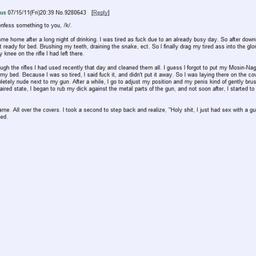 us 07/15/11(Fri)20:39 No.9280643 [Reply]
onfess something to you, /k/.
me home after a long night of drinking. I was tired as fuck due to an already busy day. So after down
t ready for bed. Brushing my teeth, draining the snake, ect. So I finally drag my tired ass into the glo
y knee on the rifle I had left there.
ugh the rifles I had used recently that day and cleaned them all. I guess I forgot to put my Mosin-Nag
my bed. Because I was so tired, I said fuck it, and didn't put it away. So I was laying there on the cov
letely nude next to my gun. After a while, I go to adjust my position and my penis kind of gently brus
aired state, I began to rub my dick against the metal parts of the gun, and not soon after, I started to
ame. All over the covers. I took a second to step back and realize, "Holy shit, I just had sex with a gu
ed.